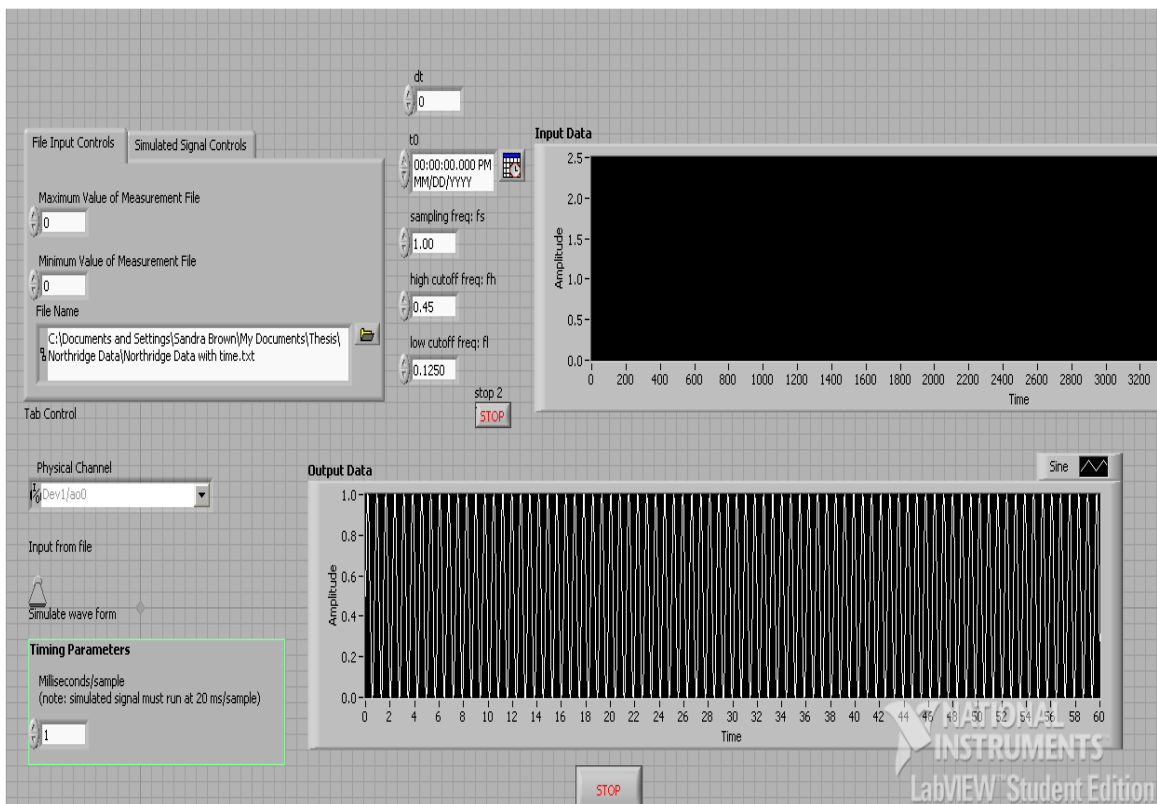 dt
0
File Input Controls
Simulated Signal Controls
t0
00:00:00.000 PM
MM/DD/YYYY
Maximum Value of Measurement File
0
sampling freq: fs
1.00
Minimum Value of Measurement File
0
high cutoff freq: fh
0.45
File Name
C:\Documents and Settings\Sandra Brown\My Documents\Thesis\
Northridge Data\Northridge Data with time.txt
low cutoff freq: fl
0.1250
stop 2
STOP
Tab Control
Input Data
Amplitude
2.5
2.0
1.5
1.0
0.5
0.0
0 200 400 600 800 1000 1200 1400 1600 1800 2000 2200 2400 2600 2800 3000 3200
Time
Physical Channel
Dev1/ao0
Input from file
Simulate wave form
Timing Parameters
Milliseconds/sample
(note: simulated signal must run at 20 ms/sample)
1
Output Data
Sine
Amplitude
1.0
0.8
0.6
0.4
0.2
0.0
0 2 4 6 8 10 12 14 16 18 20 22 24 26 28 30 32 34 36 38 40 42 44 46 48 50 52 54 56 58 60
Time
STOP
NATIONAL
INSTRUMENTS
LabVIEW™ Student Edition